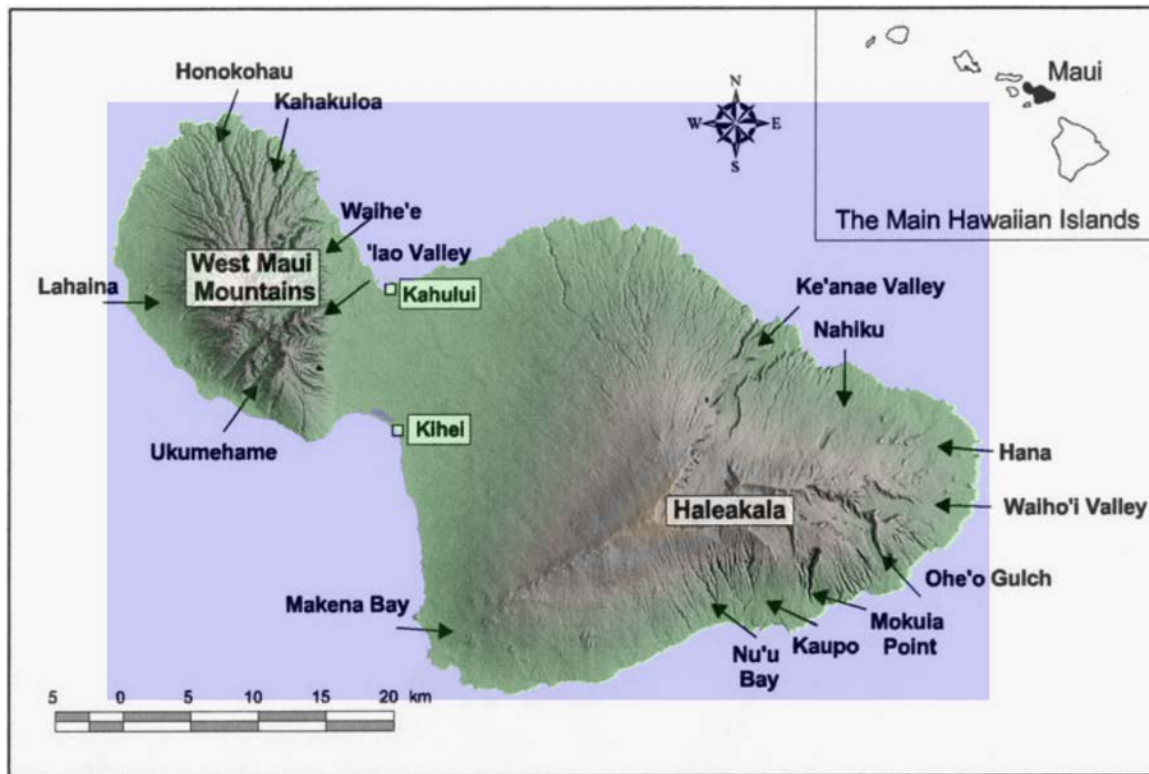 Honokohau
Kahakuloa
N
W
E
S
Maui
The Main Hawaiian Islands
Waihe'e
'Iao Valley
West Maui
Mountains
Lahaina
Kahului
Ke'anae Valley
Nahiku
Kihei
Ukumehame
Hana
Haleakala
Waiho'i Valley
Ohe'o Gulch
Makena Bay
Mokuia
Point
Kaupo
Nu'u
Bay
5 0 5 10 15 20 km